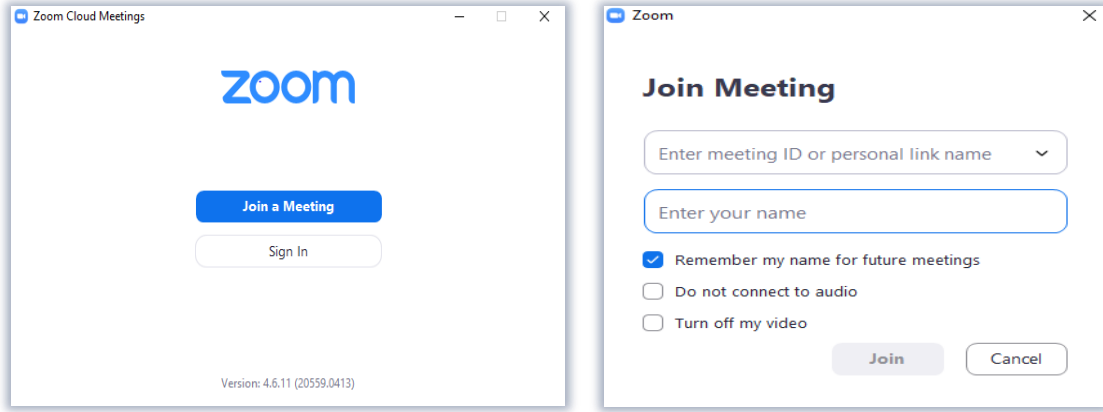 Zoom Cloud Meetings
zoom
Join a Meeting
Sign In
Version: 4.6.11 (20559.0413)
Zoom
Join Meeting
Enter meeting ID or personal link name
Enter your name
Remember my name for future meetings
Do not connect to audio
Turn off my video
Join
Cancel